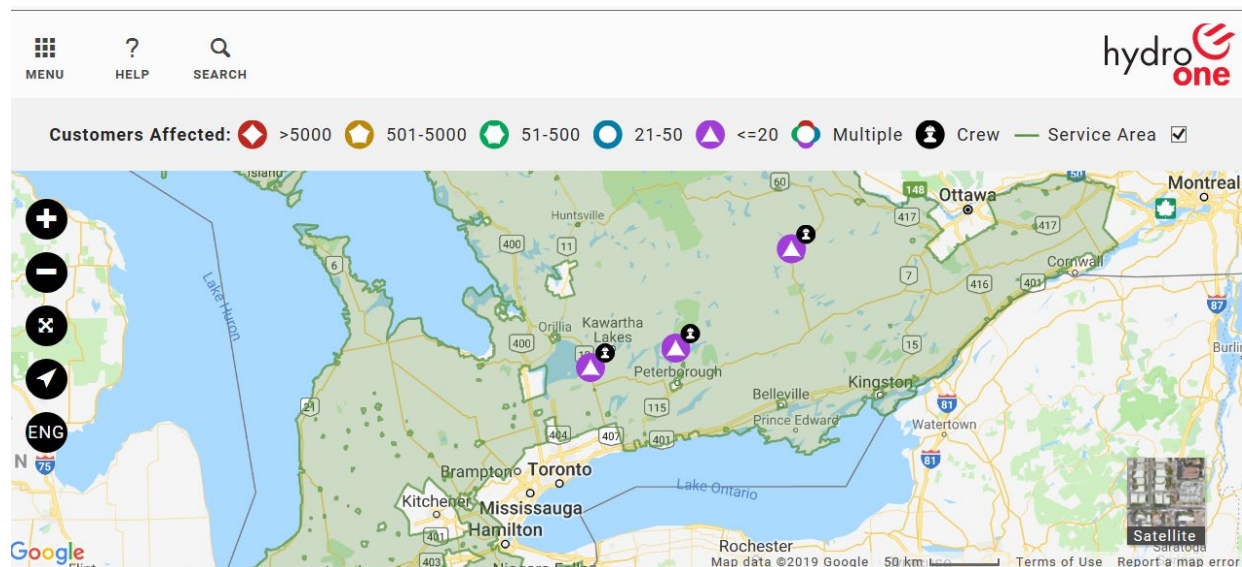 MENU
HELP
SEARCH
hydro
one
Customers Affected: >5000 501-5000 51-500 21-50 <=20 Multiple Crew Service Area
Island
60
148
Ottawa
50
Montreal
Huntsville
417
417
400
11
6
Lake Huron
7
Cornwall
416
401
87
Orillia
Kawartha
Lakes
400
15
Peterborough
Kingston
Belleville
21
115
81
Prince Edward
Watertown
ENG
404
407
401
N
75
81
Brampton
Toronto
Lake Ontario
Kitchener
Mississauga
401
Hamilton
Satellite
Google
Rochester
403
Map data ©2019 Google
50 km
Terms of Use
Report a map error